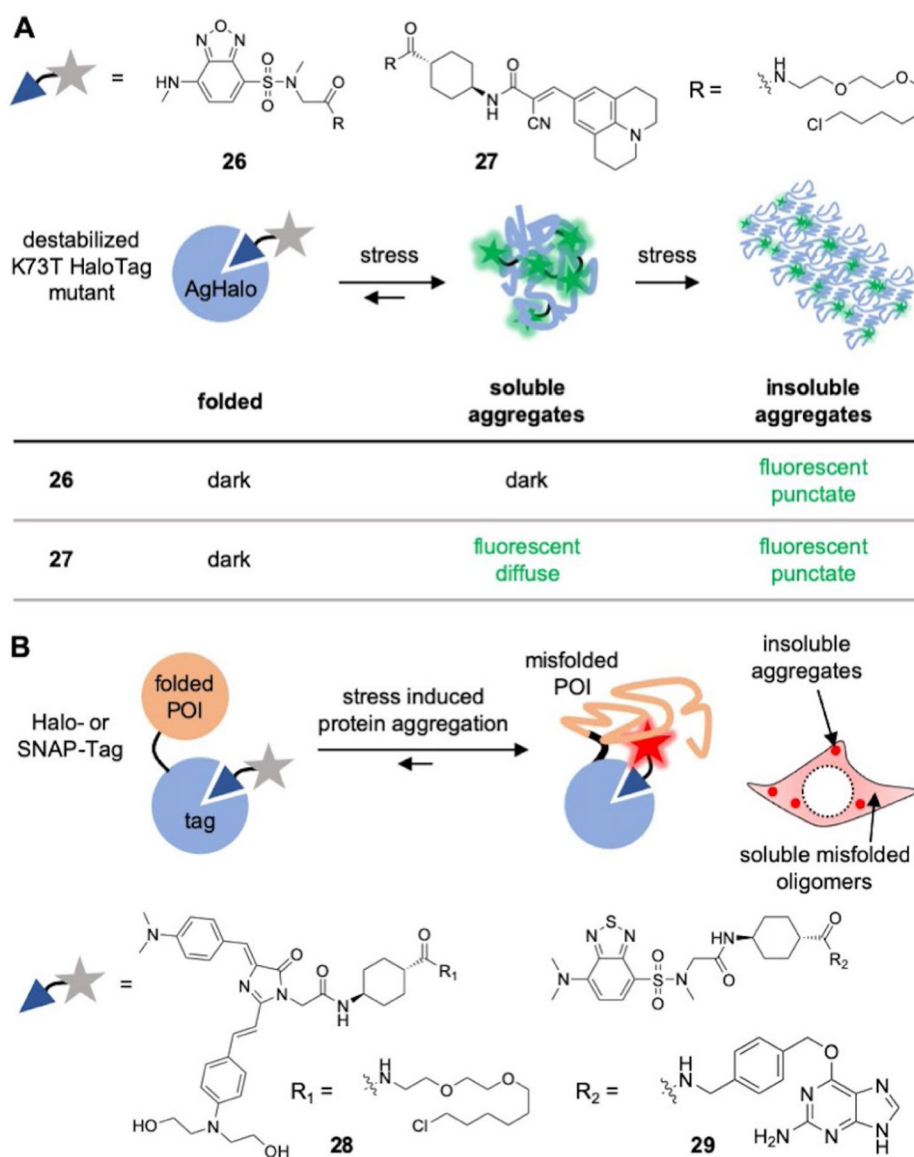 A
26
27
R =
destabilized
K73T HaloTag
mutant
AgHalo
stress
stress
folded
soluble
aggregates
insoluble
aggregates
26
dark
dark
fluorescent
punctate
27
dark
fluorescent
diffuse
fluorescent
punctate
B
Halo- or
SNAP-Tag
folded
POI
tag
stress induced
protein aggregation
misfolded
POI
insoluble
aggregates
soluble misfolded
oligomers
=
R₁ =
28
R₂ =
29